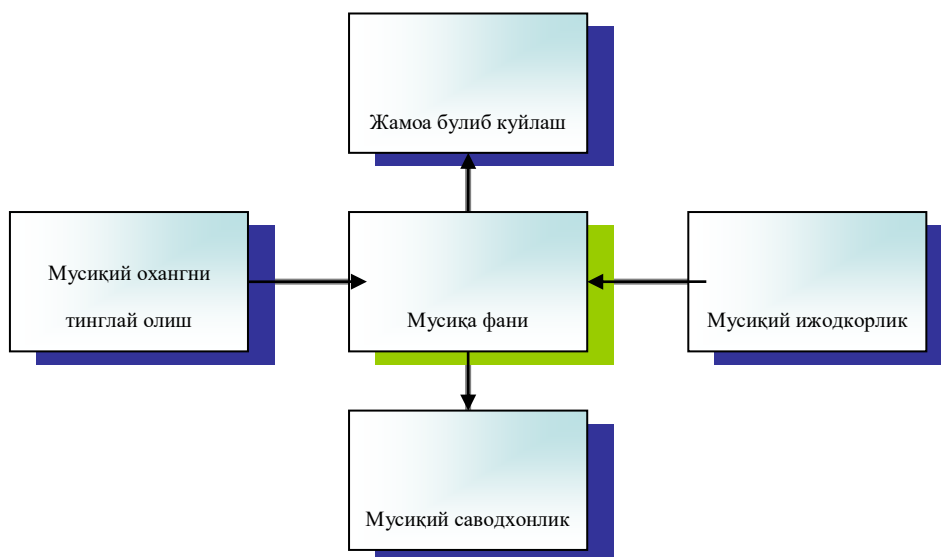 Жамоа булиб куйлаш
Мусиқий охангни
тинглай олиш
Мусиқа фани
Мусиқий ижодкорлик
Мусиқий саводхонлик